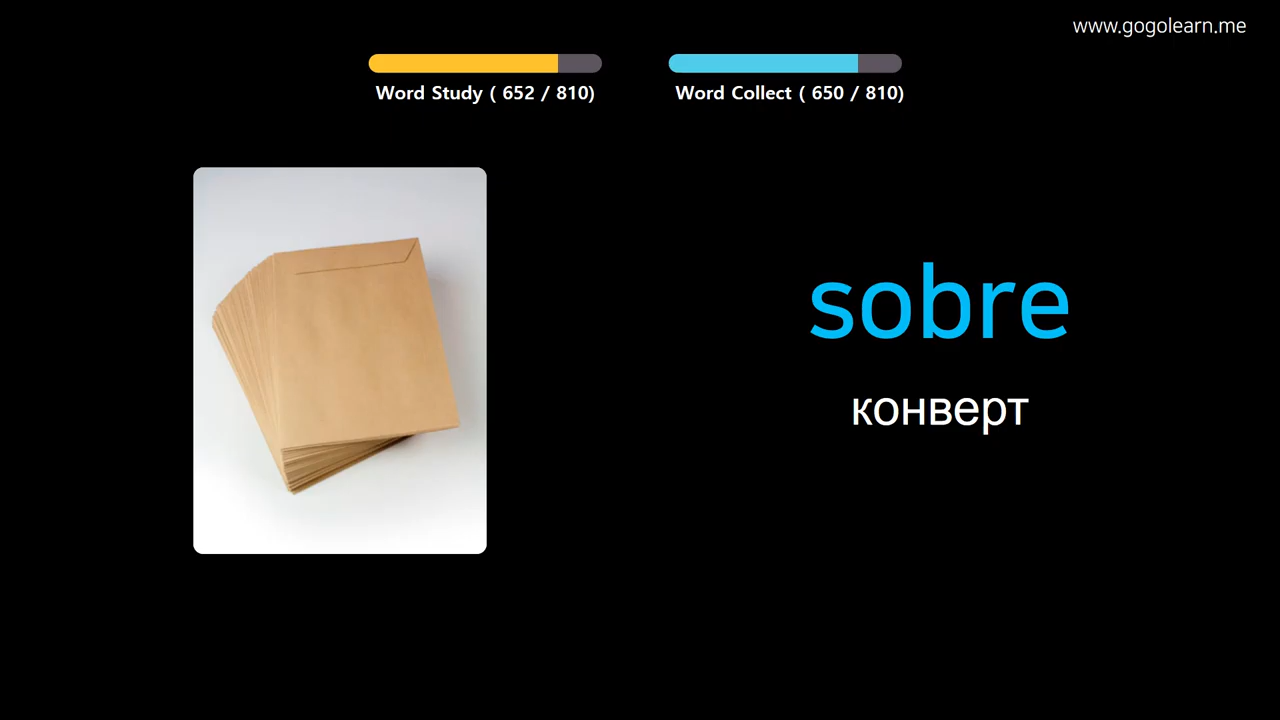 www.gogolearn.me
Word Study ( 652 / 810)
Word Collect ( 650 / 810)
sobre
конверт